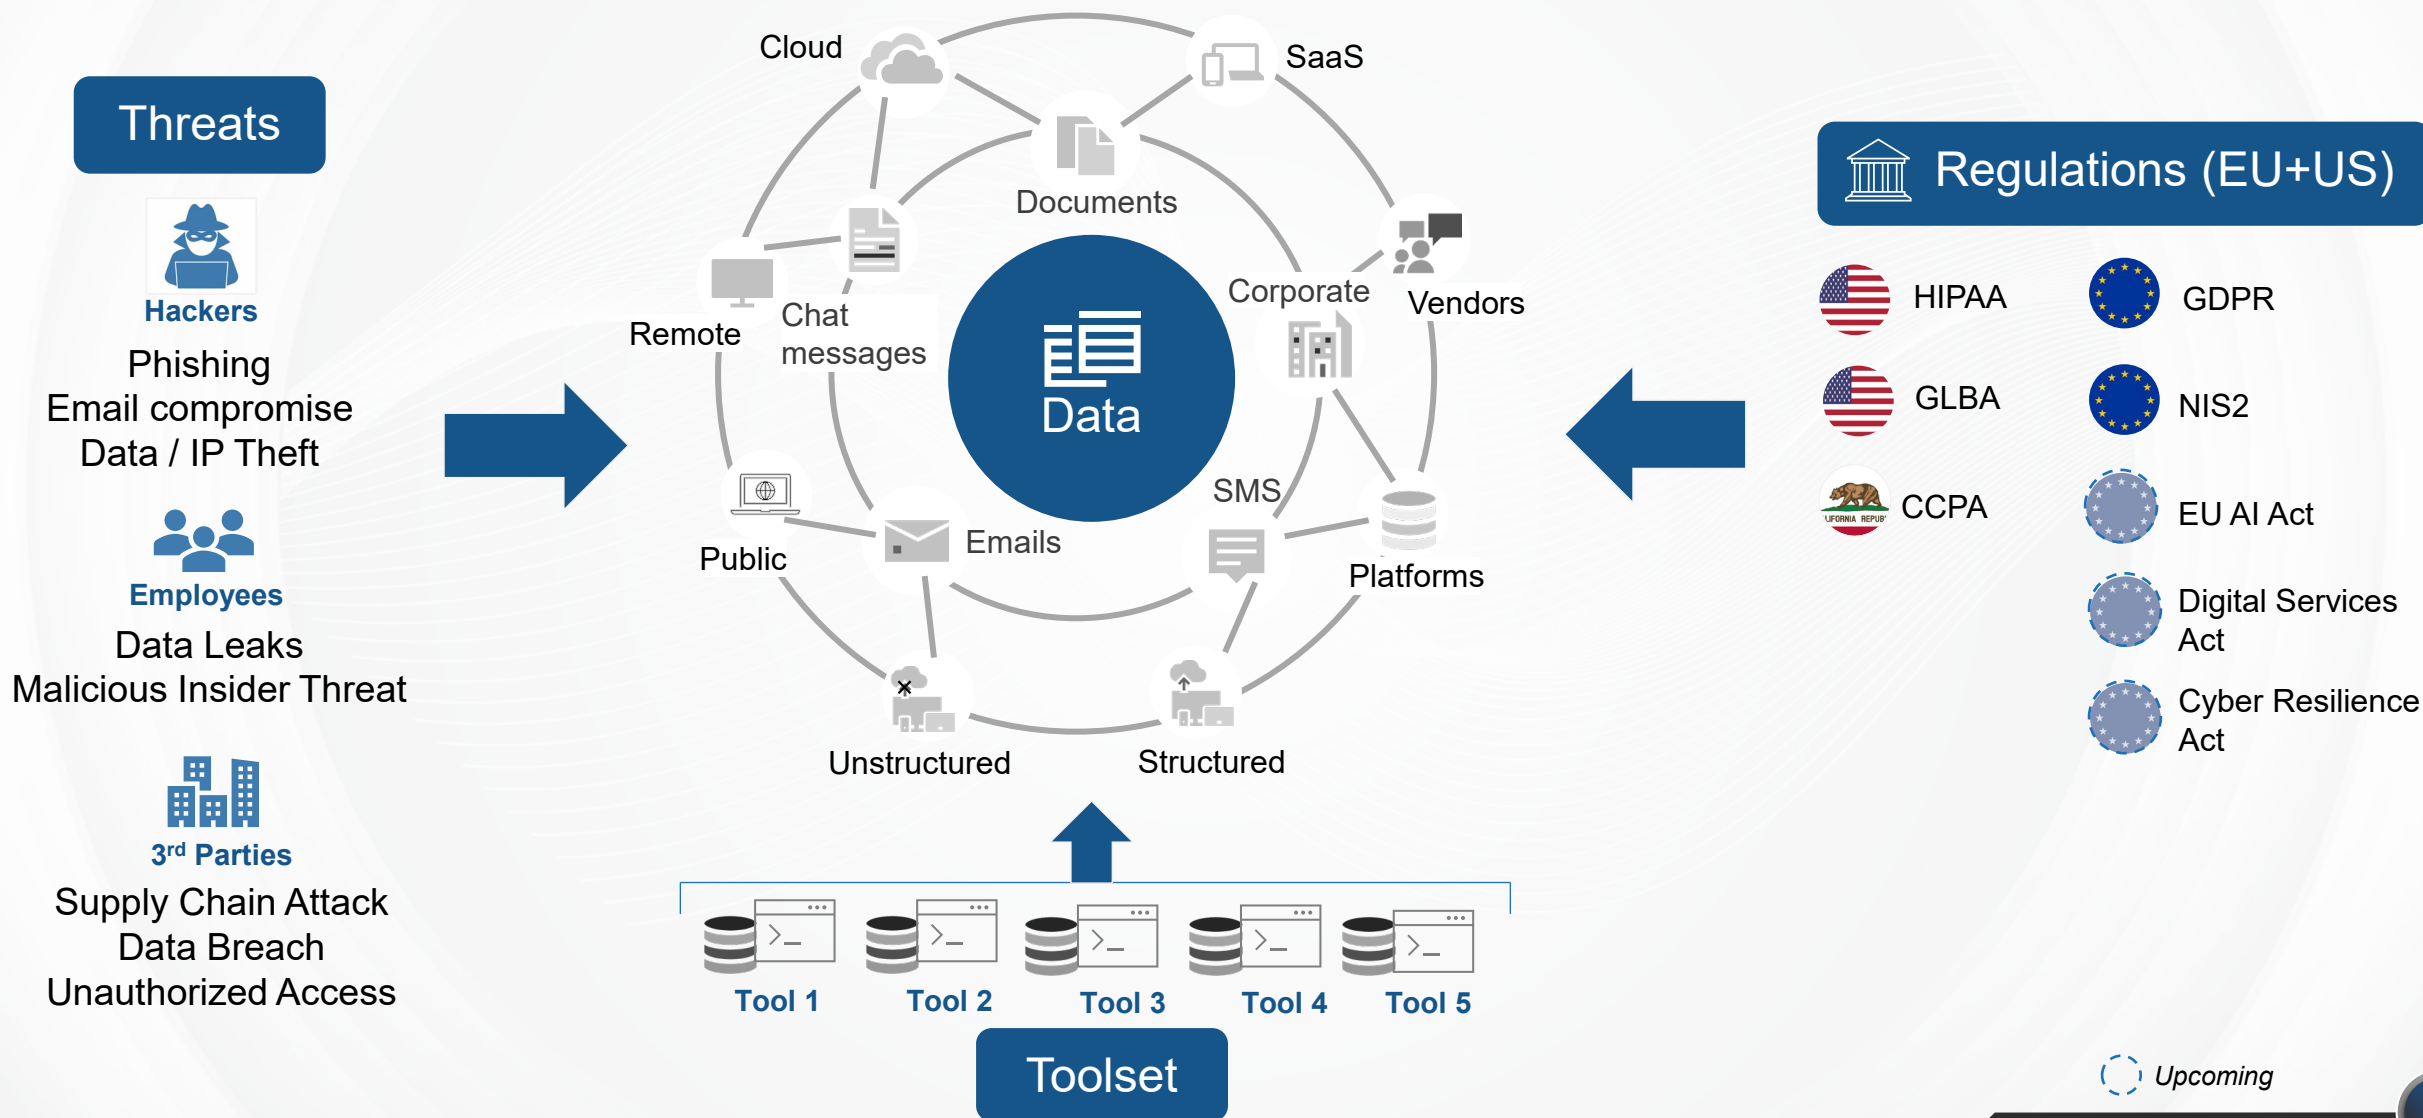 Threats
Hackers
Phishing
Email compromise
Data / IP Theft
Employees
Data Leaks
Malicious Insider Threat
3rd Parties
Supply Chain Attack
Data Breach
Unauthorized Access
Cloud
SaaS
Documents
Remote
Chat
messages
Corporate
Vendors
Data
Public
Emails
SMS
Platforms
Unstructured
Structured
Tool 1
Tool 2
Tool 3
Tool 4
Tool 5
Toolset
Regulations (EU+US)
HIPAA
GDPR
GLBA
NIS2
CCPA
EU AI Act
Digital Services
Act
Cyber Resilience
Act
Upcoming